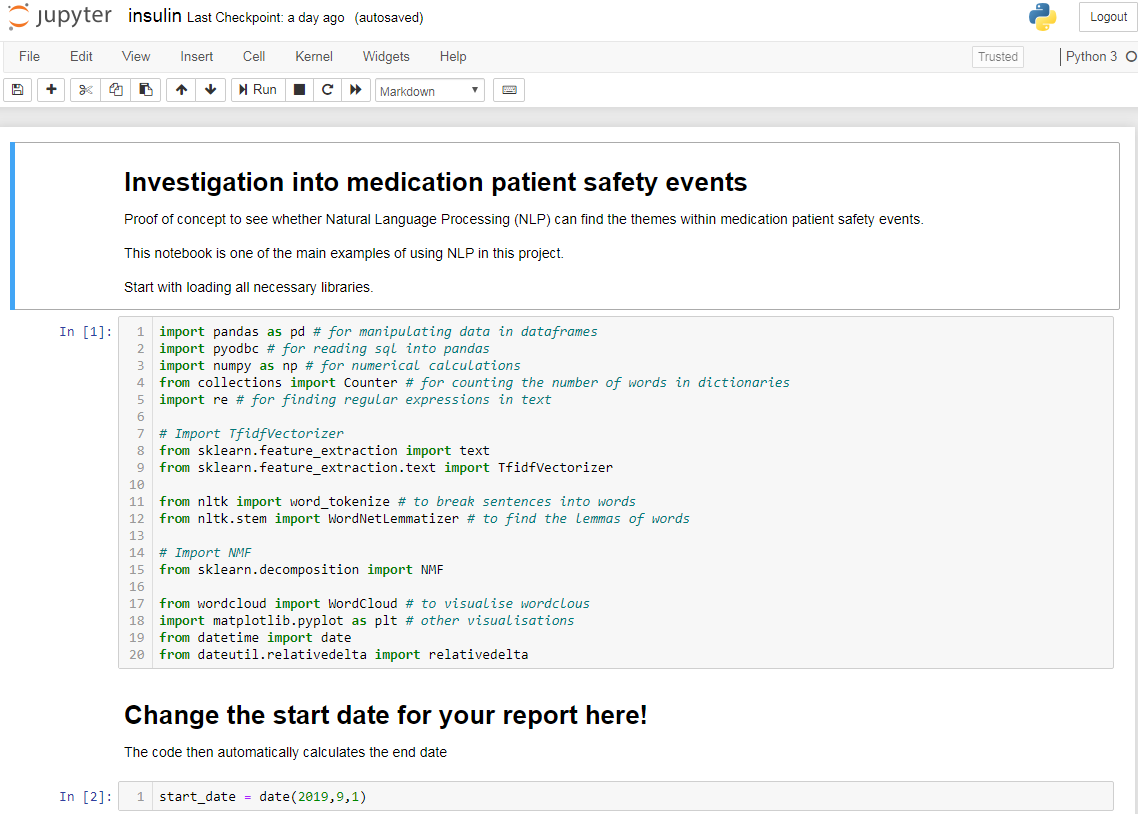 jupyter insulin Last Checkpoint: a day ago (autosaved) Logout
File Edit View Insert Cell Kernel Widgets Help Trusted Python 3
Run Markdown
Investigation into medication patient safety events
Proof of concept to see whether Natural Language Processing (NLP) can find the themes within medication patient safety events.
This notebook is one of the main examples of using NLP in this project.
Start with loading all necessary libraries.
In [1]:
1 import pandas as pd # for manipulating data in dataframes
2 import pyodbc # for reading sql into pandas
3 import numpy as np # for numerical calculations
4 from collections import Counter # for counting the number of words in dictionaries
5 import re # for finding regular expressions in text
6
7 # Import TfidfVectorizer
8 from sklearn.feature_extraction import text
9 from sklearn.feature_extraction.text import TfidfVectorizer
10
11 from nltk import word_tokenize # to break sentences into words
12 from nltk.stem import WordNetLemmatizer # to find the lemmas of words
13
14 # Import NMF
15 from sklearn.decomposition import NMF
16
17 from wordcloud import WordCloud # to visualise wordclous
18 import matplotlib.pyplot as plt # other visualisations
19 from datetime import date
20 from dateutil.relativedelta import relativedelta
Change the start date for your report here!
The code then automatically calculates the end date
In [2]:
1 start_date = date(2019,9,1)